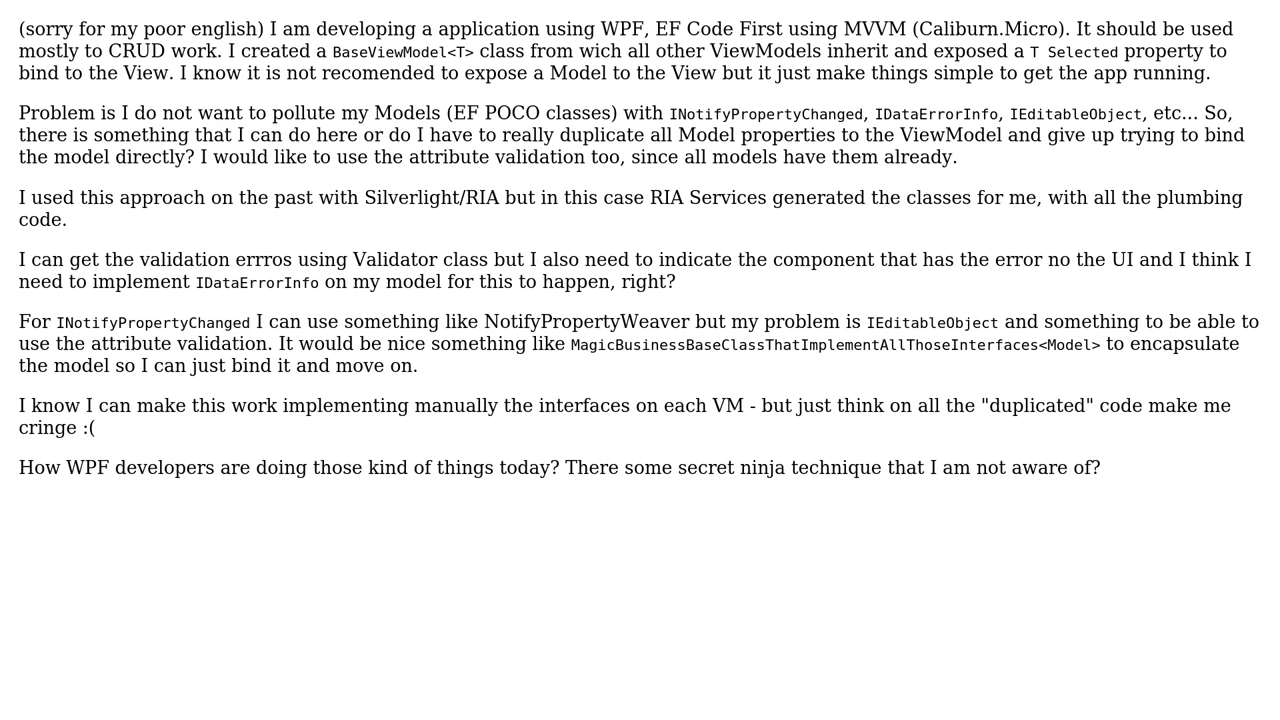 (sorry for my poor english) I am developing a application using WPF, EF Code First using MVVM (Caliburn.Micro). It should be used
mostly to CRUD work. I created a BaseViewModel<T> class from wich all other ViewModels inherit and exposed a T Selected property to
bind to the View. I know it is not recomended to expose a Model to the View but it just make things simple to get the app running.
Problem is I do not want to pollute my Models (EF POCO classes) with INotifyPropertyChanged, IDataErrorInfo, IEditableObject, etc... So,
there is something that I can do here or do I have to really duplicate all Model properties to the ViewModel and give up trying to bind
the model directly? I would like to use the attribute validation too, since all models have them already.
I used this approach on the past with Silverlight/RIA but in this case RIA Services generated the classes for me, with all the plumbing
code.
I can get the validation errros using Validator class but I also need to indicate the component that has the error no the UI and I think I
need to implement IDataErrorInfo on my model for this to happen, right?
For INotifyPropertyChanged I can use something like NotifyPropertyWeaver but my problem is IEditableObject and something to be able to
use the attribute validation. It would be nice something like MagicBusinessBaseClassThatImplementAllThoseInterfaces<Model> to encapsulate
the model so I can just bind it and move on.
I know I can make this work implementing manually the interfaces on each VM - but just think on all the "duplicated" code make me
cringe :(
How WPF developers are doing those kind of things today? There some secret ninja technique that I am not aware of?